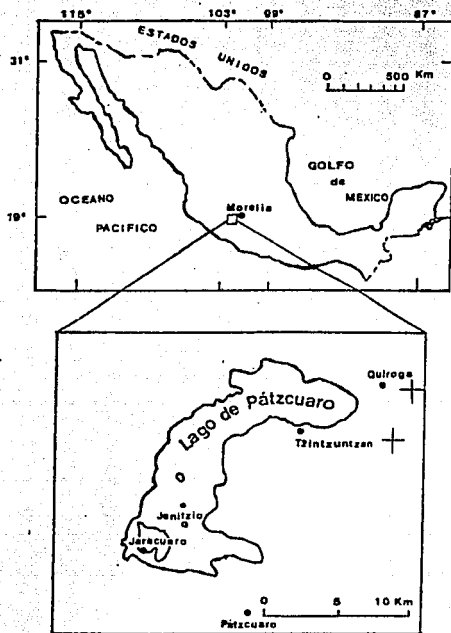 115° 103° 99° 87°
ESTADOS
UNIDOS
31°
0 500 Km
GOLFO
de
MEXICO
OCEANO
PACIFICO
Morelia
19°
Quiroga
Lago de Pátzcuaro
Tzintzuntzan
Janitzio
Jaracuaro
0 5 10 Km
Pátzcuaro